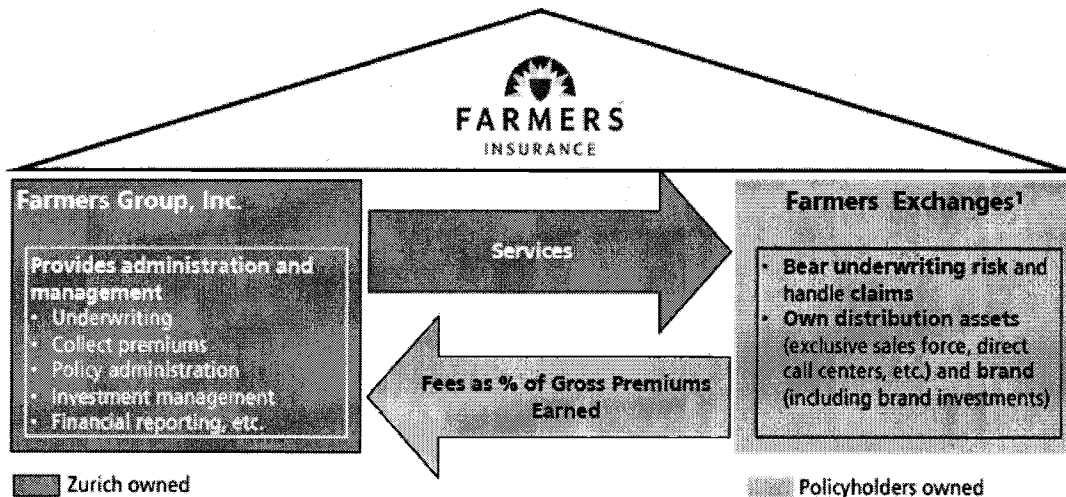 FARMERS
INSURANCE
Farmers Group, Inc.
Provides administration and
management
• Underwriting
• Collect premiums
• Policy administration
• Investment management
• Financial reporting, etc.
Services
Fees as % of Gross Premiums
Earned
Farmers Exchanges¹
• Bear underwriting risk and
handle claims
• Own distribution assets
(exclusive sales force, direct
call centers, etc.) and brand
(including brand investments)
Zurich owned
Policyholders owned